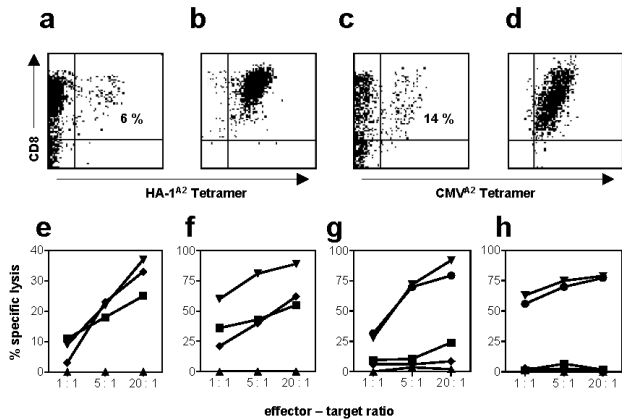 a b c d
CD8
6 %
14 %
HA-1A2 Tetramer
CMVA2 Tetramer
e f g h
% specific lysis
40
30
20
10
0
1 : 1 5 : 1 20 : 1
100
75
50
25
0
1 : 1 5 : 1 20 : 1
100
75
50
25
0
1 : 1 5 : 1 20 : 1
100
75
50
25
0
1 : 1 5 : 1 20 : 1
effector – target ratio